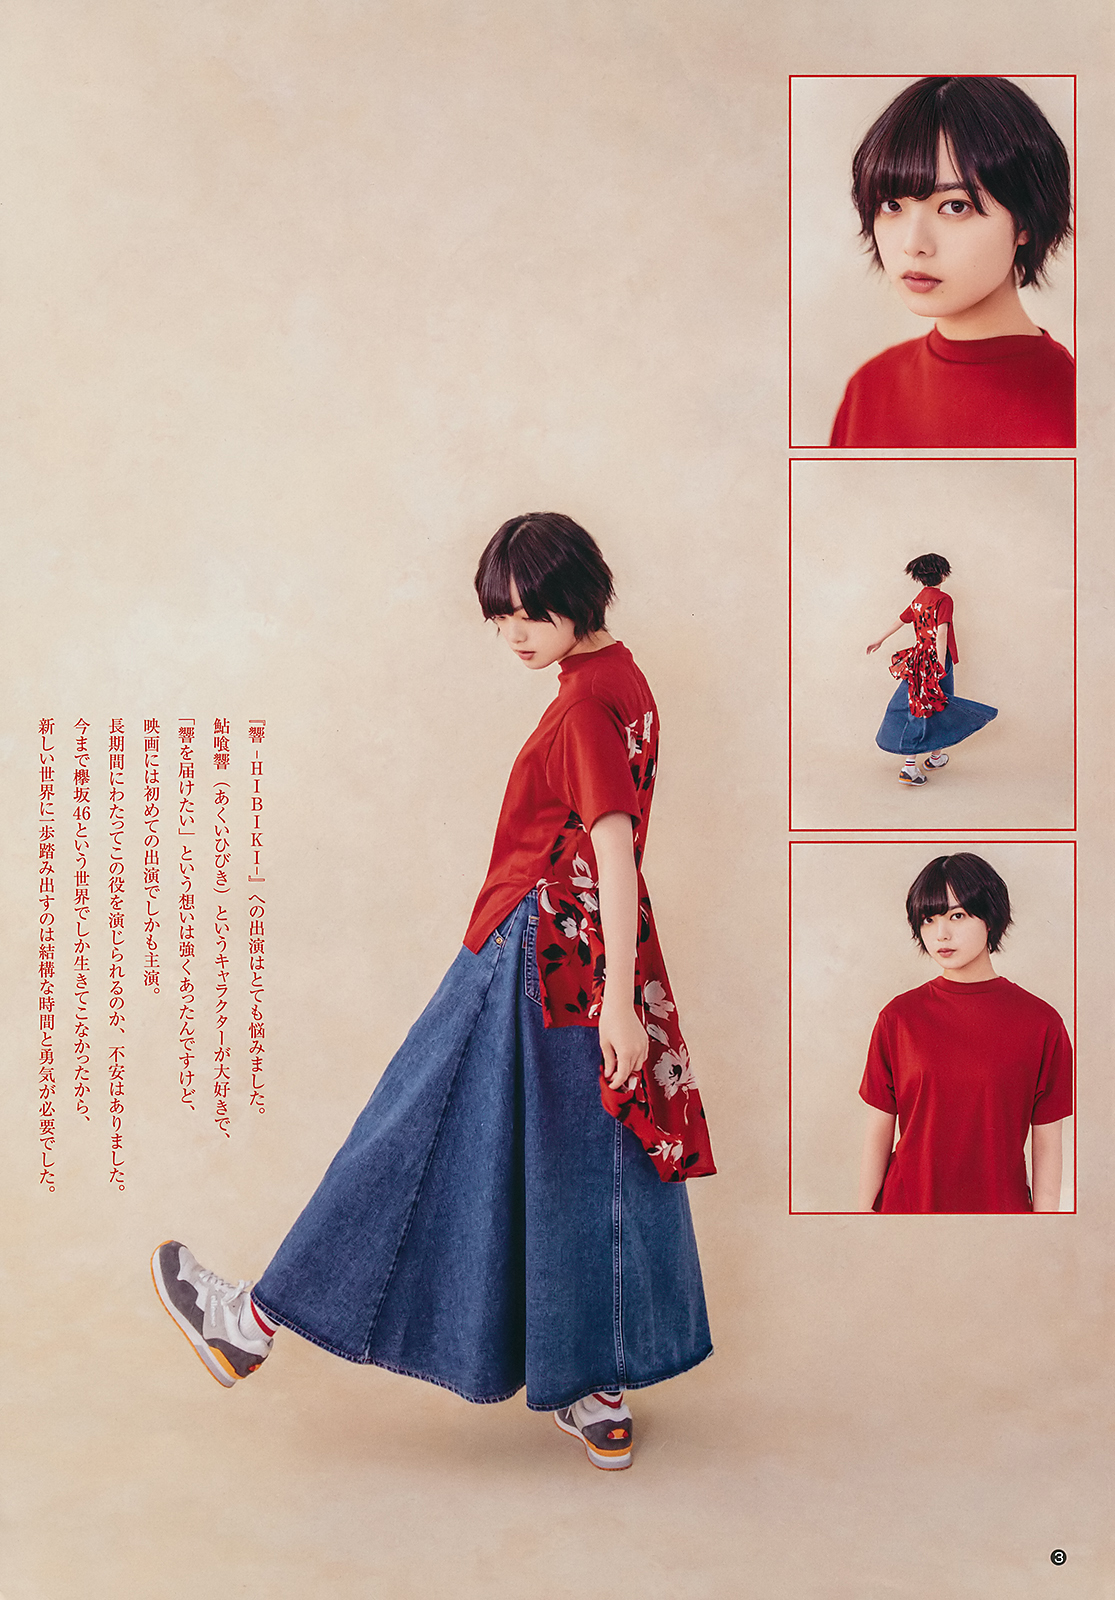 『響 -HIBIKI-』への出演はとても悩みました。
鮎喰響（あくいひびき）というキャラクターが大好きで、
「響を届けたい」という想いは強くあったんですけど、
映画には初めての出演でしかも主演。
長期間にわたってこの役を演じられるのか、不安はありました。
今まで欅坂46という世界でしか生きてこなかったから、
新しい世界に一歩踏み出すのは結構な時間と勇気が必要でした。
3